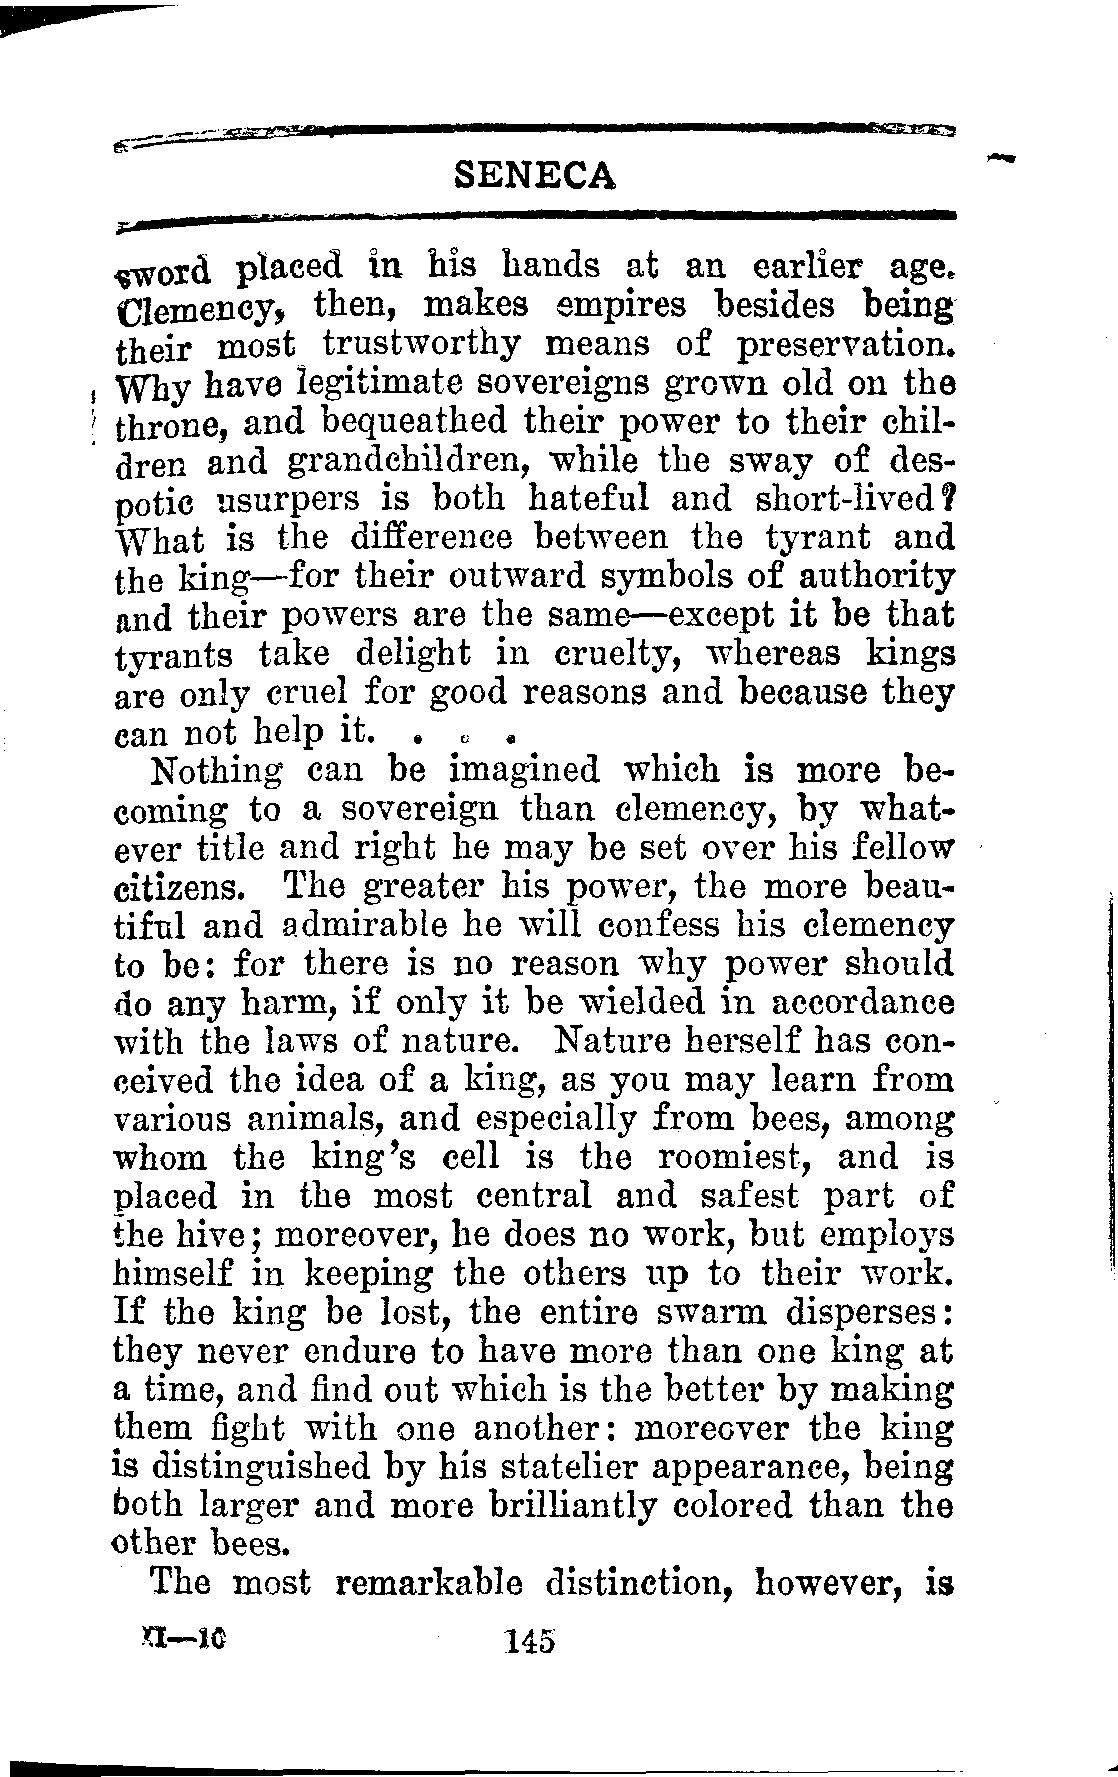 SENECA
sword placed in his hands at an earlier age.
Clemency, then, makes empires besides being
their most trustworthy means of preservation.
Why have legitimate sovereigns grown old on the
throne, and bequeathed their power to their chil-
dren and grandchildren, while the sway of des-
potic usurpers is both hateful and short-lived?
What is the difference between the tyrant and
the king—for their outward symbols of authority
and their powers are the same—except it be that
tyrants take delight in cruelty, whereas kings
are only cruel for good reasons and because they
can not help it. . . .
Nothing can be imagined which is more be-
coming to a sovereign than clemency, by what-
ever title and right he may be set over his fellow
citizens. The greater his power, the more beau-
tiful and admirable he will confess his clemency
to be: for there is no reason why power should
do any harm, if only it be wielded in accordance
with the laws of nature. Nature herself has con-
ceived the idea of a king, as you may learn from
various animals, and especially from bees, among
whom the king's cell is the roomiest, and is
placed in the most central and safest part of
the hive; moreover, he does no work, but employs
himself in keeping the others up to their work.
If the king be lost, the entire swarm disperses:
they never endure to have more than one king at
a time, and find out which is the better by making
them fight with one another: moreover the king
is distinguished by his statelier appearance, being
both larger and more brilliantly colored than the
other bees.
The most remarkable distinction, however, is
XI—10 145